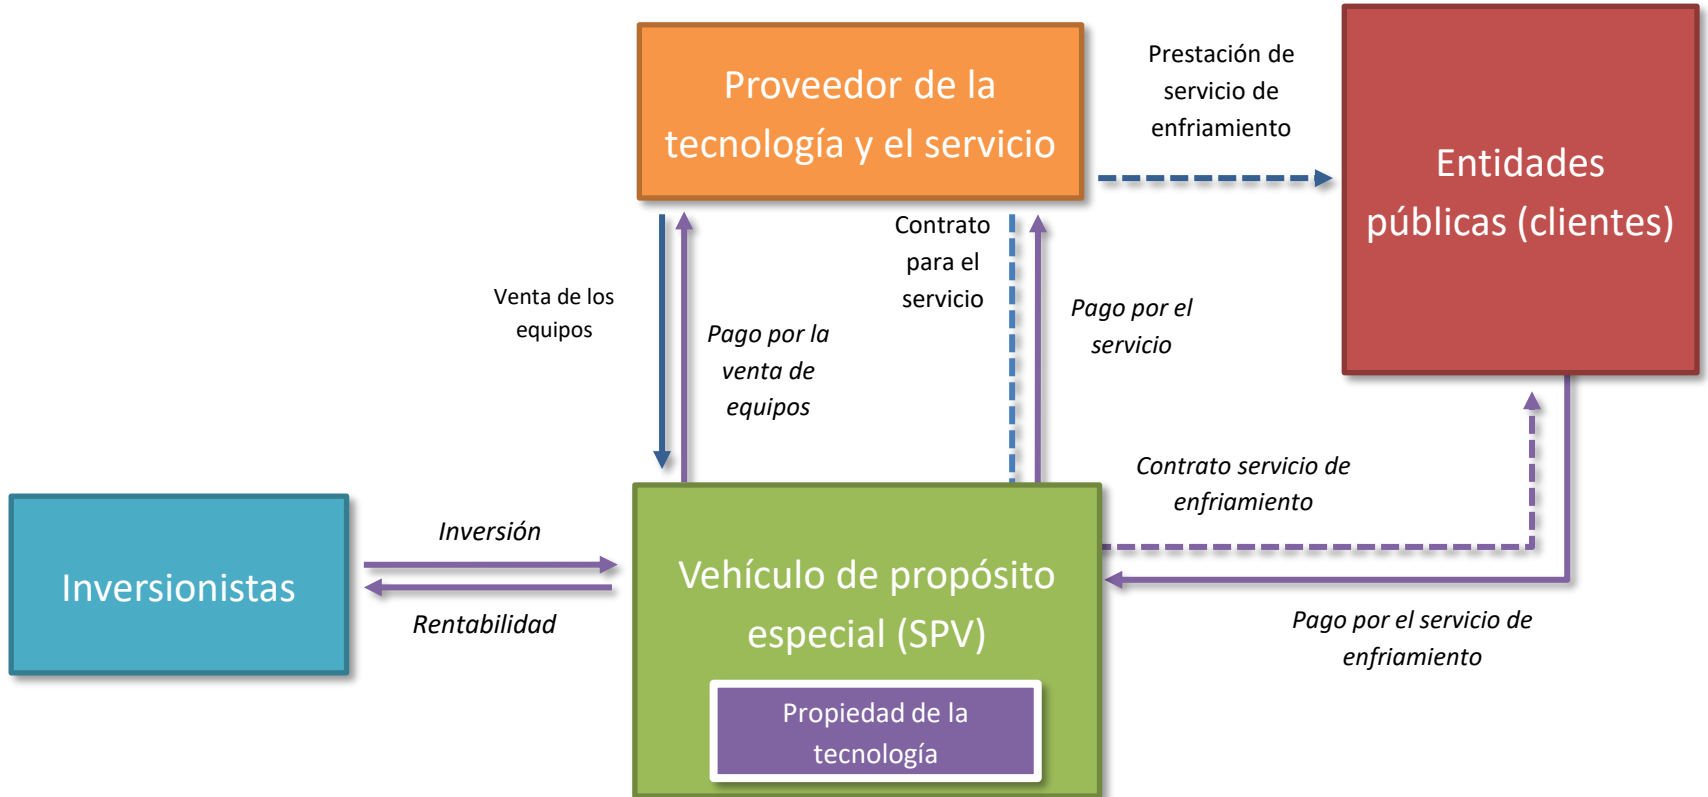 Proveedor de la
tecnología y el servicio
Prestación de
servicio de
enfriamiento
Entidades
públicas (clientes)
Venta de los
equipos
Pago por la
venta de
equipos
Contrato
para el
servicio
Pago por el
servicio
Contrato servicio de
enfriamiento
Inversionistas
Inversión
Rentabilidad
Vehículo de propósito
especial (SPV)
Propiedad de la
tecnología
Pago por el servicio de
enfriamiento